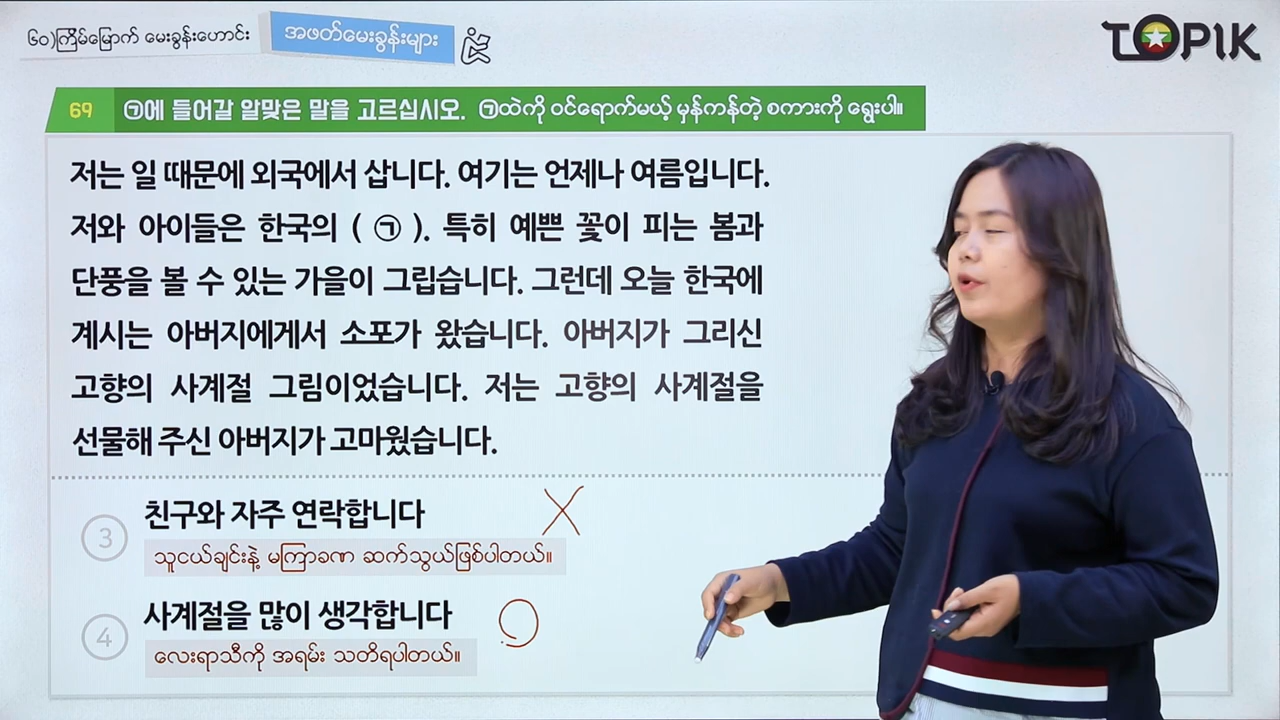 ၆၀)ကြိမ်မြောက် မေးခွန်းဟောင်း
အဖတ်မေးခွန်းများ
TOPIK
69 ㉠에 들어갈 알맞은 말을 고르십시오. ㉠ထဲကို ဝင်ရောက်မယ့် မှန်ကန်တဲ့ စကားကို ရွေးပါ။
저는 일 때문에 외국에서 삽니다. 여기는 언제나 여름입니다.
저와 아이들은 한국의 ( ㉠ ). 특히 예쁜 꽃이 피는 봄과
단풍을 볼 수 있는 가을이 그립습니다. 그런데 오늘 한국에
계시는 아버지에게서 소포가 왔습니다. 아버지가 그리신
고향의 사계절 그림이었습니다. 저는 고향의 사계절을
선물해 주신 아버지가 고마웠습니다.
3 친구와 자주 연락합니다
သူငယ်ချင်းနဲ့ မကြာခဏ ဆက်သွယ်ဖြစ်ပါတယ်။
4 사계절을 많이 생각합니다
လေးရာသီကို အရမ်း သတိရပါတယ်။